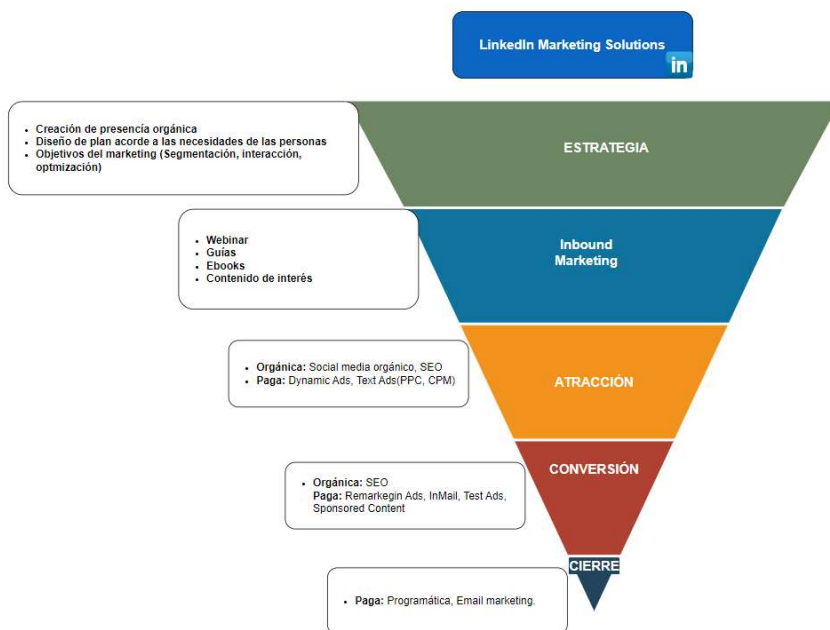 LinkedIn Marketing Solutions
in
Creación de presencía orgánica
Diseño de plan acorde a las necesidades de las personas
Objetivos del marketing (Segmentación, interacción,
optmización)
ESTRATEGIA
Webinar
Guías
Ebooks
Contenido de interés
Inbound
Marketing
Orgánica: Social media orgánico, SEO
Paga: Dynamic Ads, Text Ads(PPC, CPM)
ATRACCIÓN
Orgánica: SEO
Paga: Remarkegin Ads, InMail, Test Ads,
Sponsored Content
CONVERSIÓN
Paga: Programática, Email marketing.
CIERRE